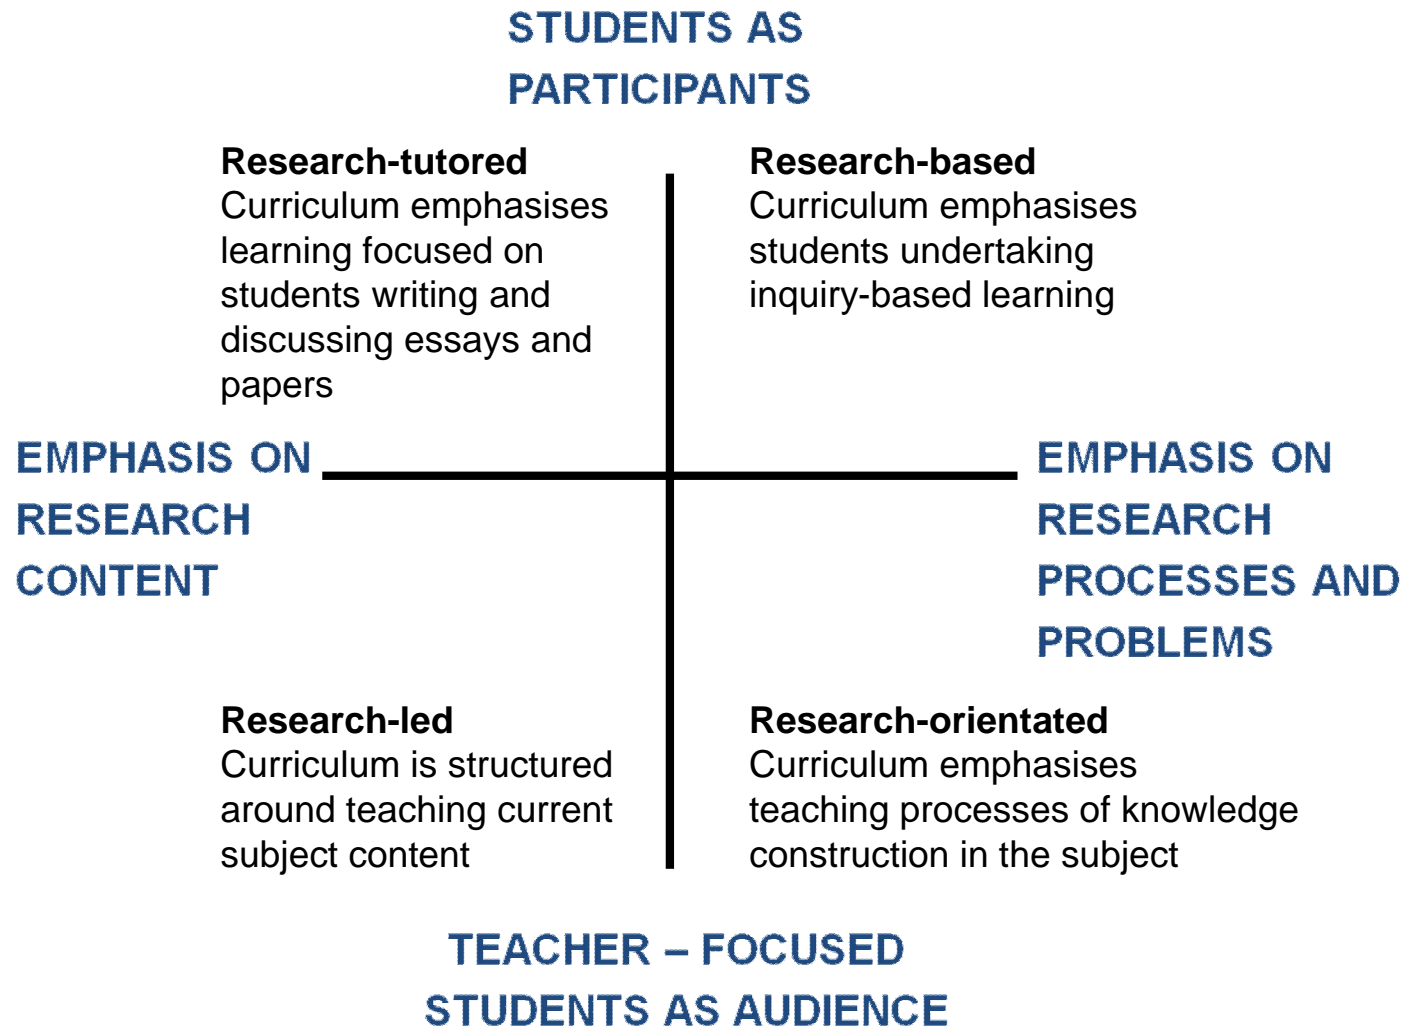 STUDENTS AS
PARTICIPANTS
Research-tutored
Curriculum emphasises
learning focused on
students writing and
discussing essays and
papers
Research-based
Curriculum emphasises
students undertaking
inquiry-based learning
EMPHASIS ON
RESEARCH
CONTENT
EMPHASIS ON
RESEARCH
PROCESSES AND
PROBLEMS
Research-led
Curriculum is structured
around teaching current
subject content
Research-orientated
Curriculum emphasises
teaching processes of knowledge
construction in the subject
TEACHER – FOCUSED
STUDENTS AS AUDIENCE